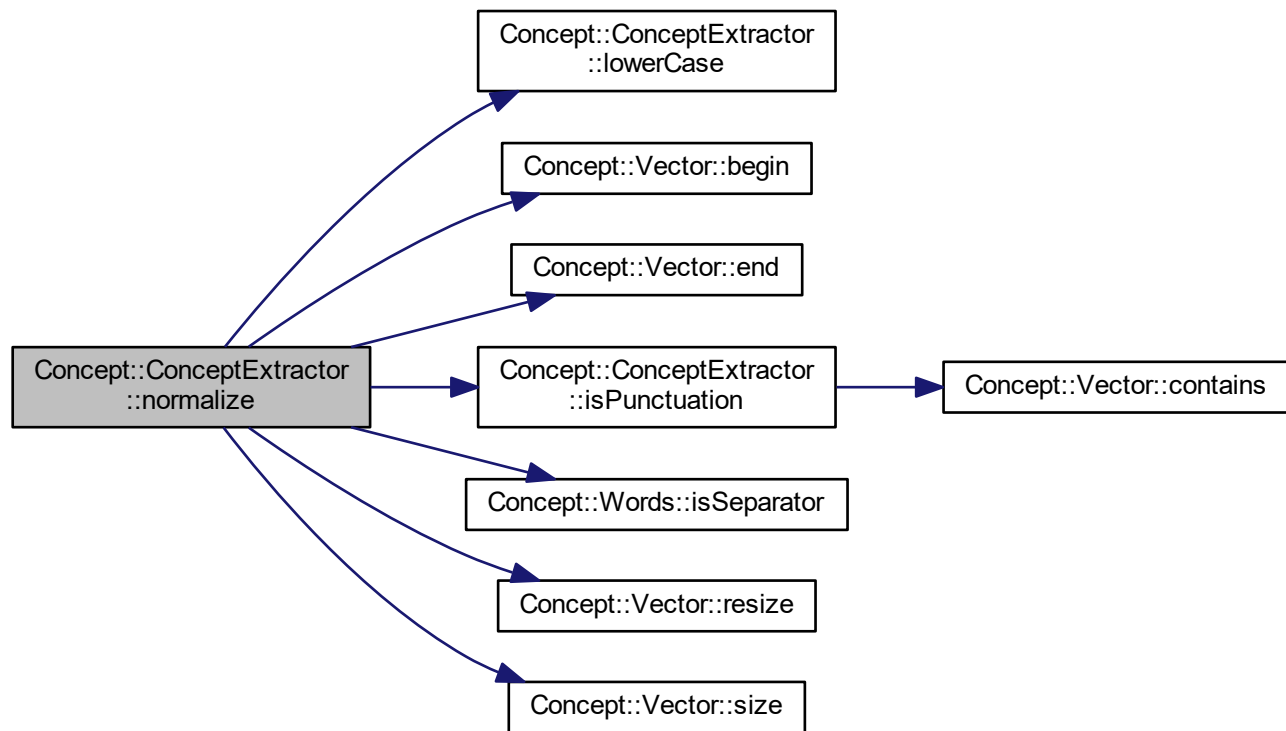 Concept::ConceptExtractor
::lowerCase
Concept::Vector::begin
Concept::Vector::end
Concept::ConceptExtractor
::normalize
Concept::ConceptExtractor
::isPunctuation
Concept::Vector::contains
Concept::Words::isSeparator
Concept::Vector::resize
Concept::Vector::size